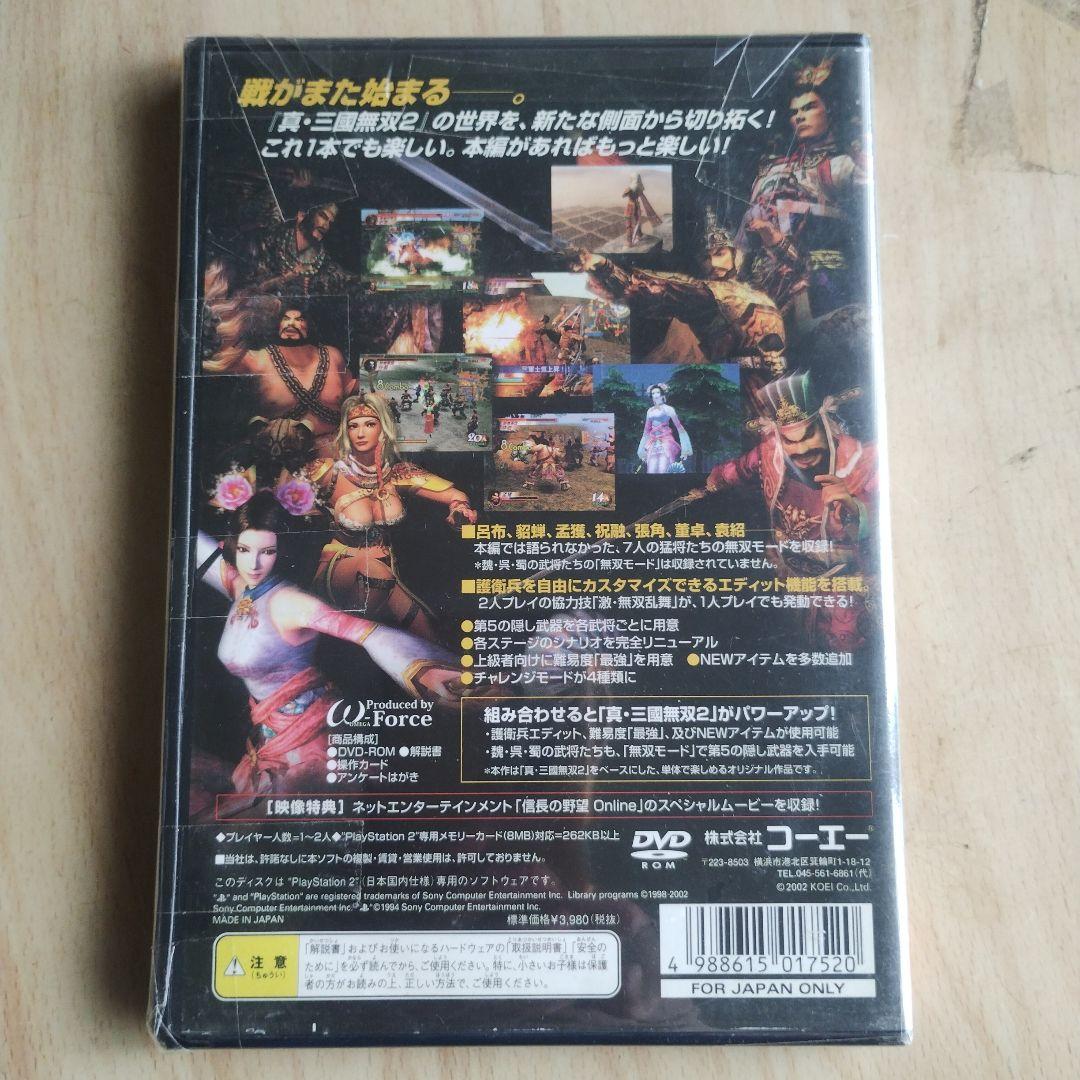 戦がまた始まる――。
『真・三國無双2』の世界を、新たな側面から切り拓く!
これ1本でも楽しい。本編があればもっと楽しい!
8 Combo
20人
三軍士気上昇!!
8 Combo
14
■呂布、貂蝉、孟獲、祝融、張角、董卓、袁紹。
本編では語られなかった、7人の猛将たちの無双モードを収録!
*魏・呉・蜀の武将たちの「無双モード」は収録されていません。
■護衛兵を自由にカスタマイズできるエディット機能を搭載。
2人プレイの協力技「激・無双乱舞」が、1人プレイでも発動できる!
●第5の隠し武器を各武将ごとに用意
●各ステージのシナリオを完全リニューアル
●上級者向けに難易度「最強」を用意 ●NEWアイテムを多数追加
●チャレンジモードが4種類に
Produced by
ω-Force
OMEGA
[商品構成]
●DVD-ROM ●解説書
●操作カード
●アンケートはがき
組み合わせると「真・三國無双2」がパワーアップ!
・護衛兵エディット、難易度「最強」、及びNEWアイテムが使用可能
・魏・呉・蜀の武将たちも、「無双モード」で第5の隠し武器を入手可能
*本作は「真・三國無双2」をベースにした、単体で楽しめるオリジナル作品です。
【映像特典】ネットエンターテインメント「信長の野望 Online」のスペシャルムービーを収録!
◆プレイヤー人数=1〜2人◆"PlayStation 2"専用メモリーカード(8MB)対応=262KB以上
■当社は、許諾なしに本ソフトの複製・賃貸・営業使用は、許可しておりません。
DVD
ROM
株式会社コーエー®
〒223-8503 横浜市港北区箕輪町1-18-12
TEL.045-561-6861(代)
©2002 KOEI Co.,Ltd.
このディスクは "PlayStation 2" (日本国内仕様) 専用のソフトウェアです。
" " and "PlayStation" are registered trademarks of Sony Computer Entertainment Inc. Library programs ©1998-2002
Sony Computer Entertainment Inc. " " ©1994 Sony Computer Entertainment Inc.
MADE IN JAPAN
標準価格¥3,980(税抜)
注意
(ちゅうい)
「解説書」およびお使いになるハードウェアの「取扱説明書」「安全の
ために」を必ず読んでから、ご使用ください。特に、小さいお子様は保護
者の方がお読みの上、正しい方法で、ご使用ください。
4 988615 017520
FOR JAPAN ONLY